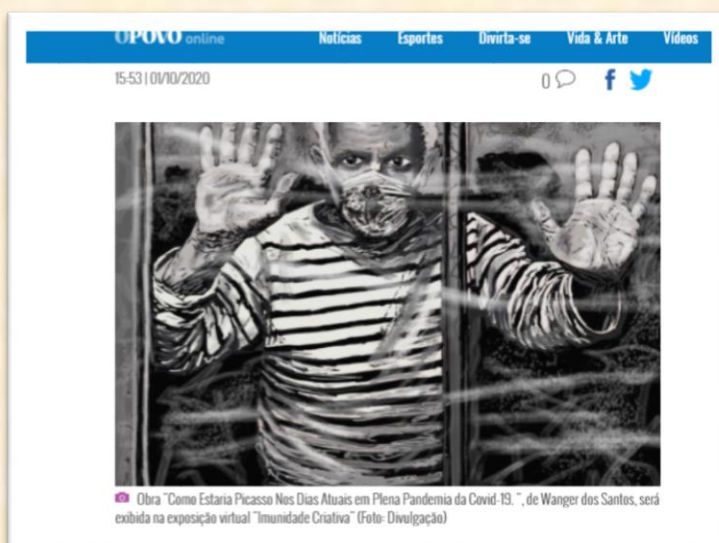 OPOVO online Notícias Esportes Divirta-se Vida & Arte Vídeos
15:53 | 01/10/2020 0
Obra "Como Estaria Picasso Nos Dias Atuais em Plena Pandemia da Covid-19. ", de Wanger dos Santos, será
exibida na exposição virtual "Imunidade Criativa" (Foto: Divulgação)